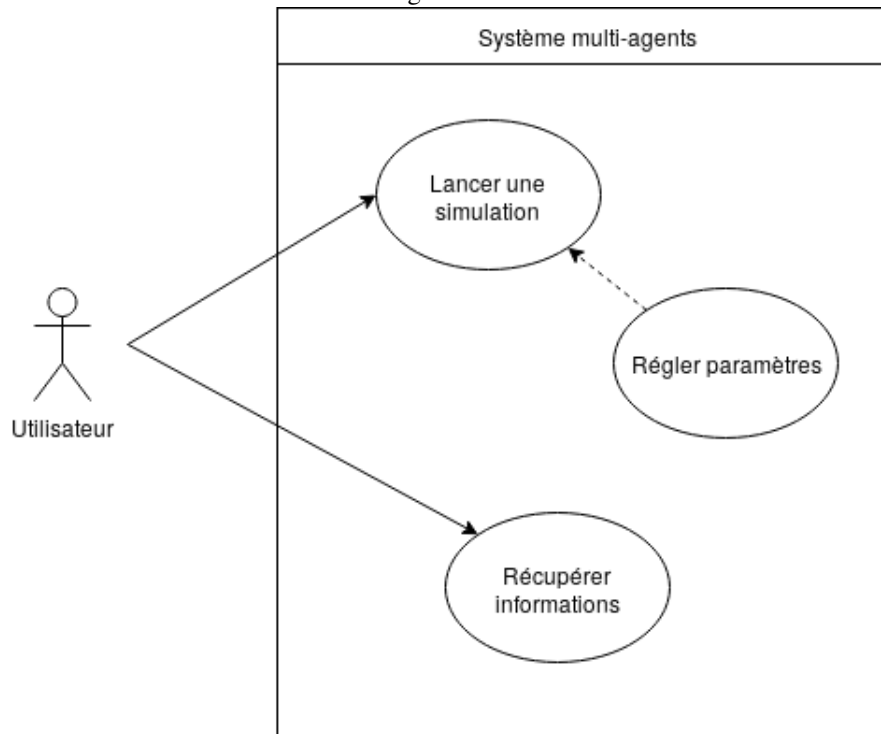 Système multi-agents
Lancer une
simulation
Régler paramètres
Utilisateur
Récupérer
informations